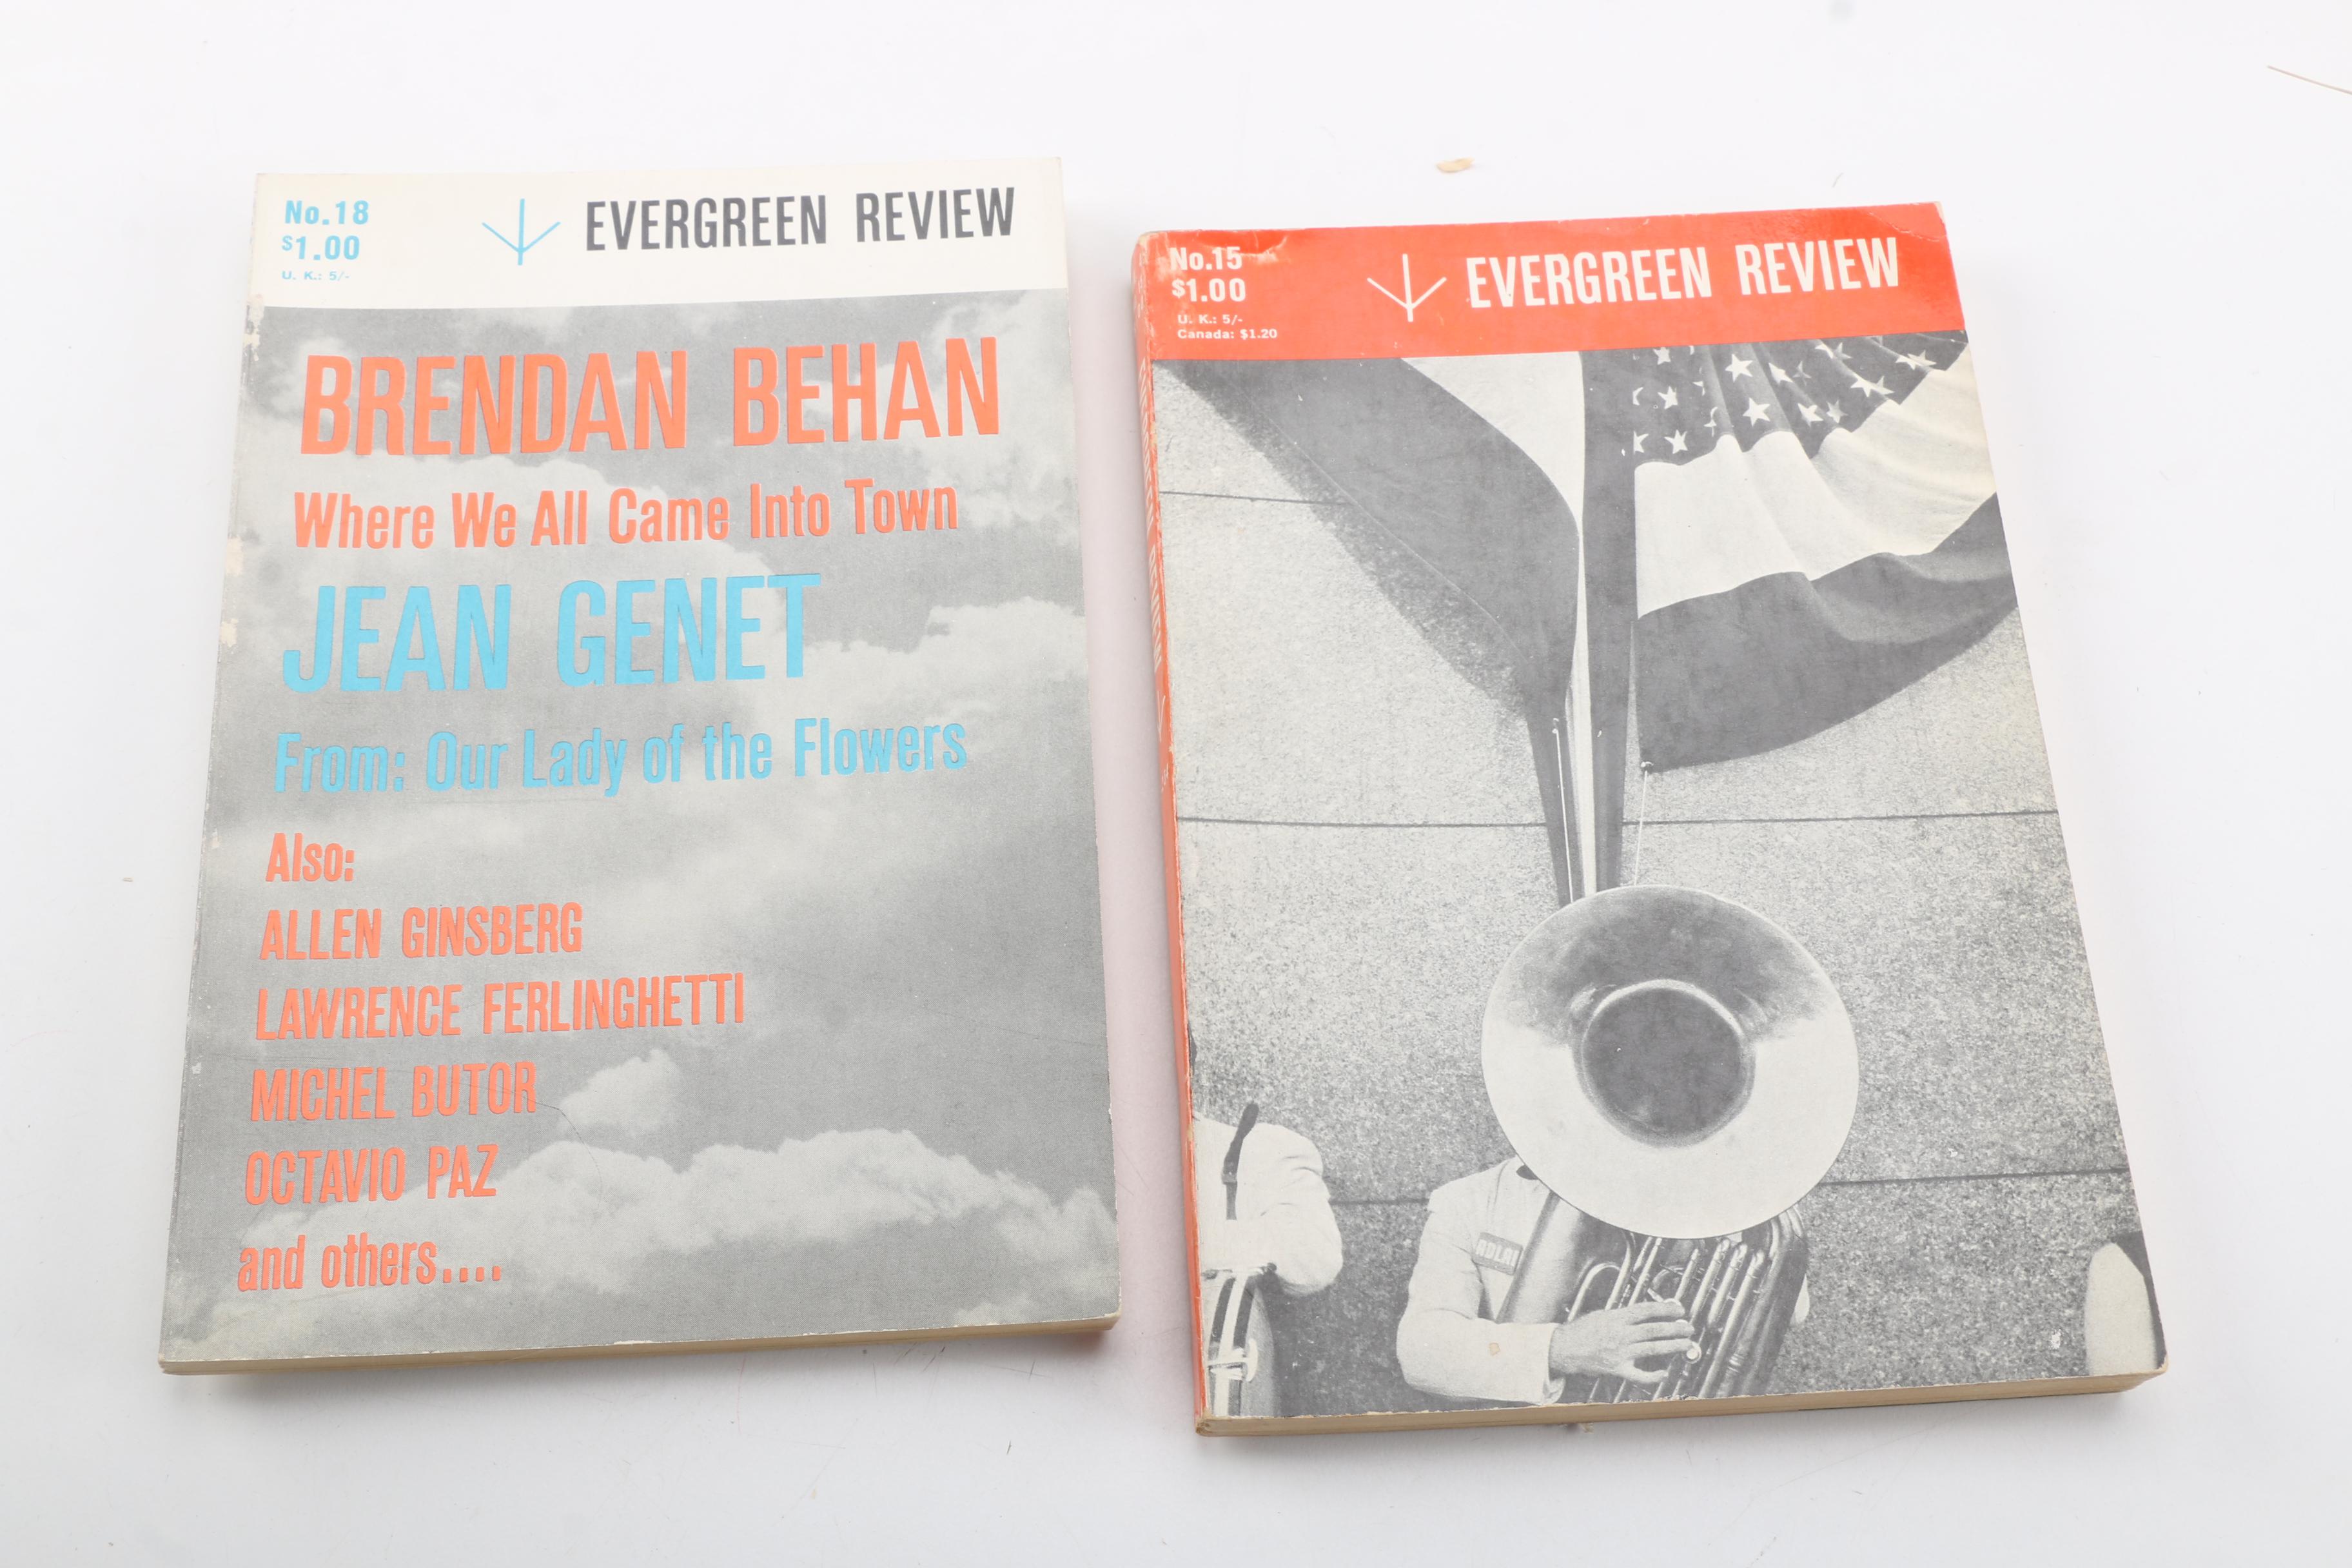 No.18
$1.00
U. K.: 5/-
EVERGREEN REVIEW
BRENDAN BEHAN
Where We All Came Into Town
JEAN GENET
From: Our Lady of the Flowers
Also:
ALLEN GINSBERG
LAWRENCE FERLINGHETTI
MICHEL BUTOR
OCTAVIO PAZ
and others....
No.15
$1.00
U. K.: 5/-
Canada: $1.20
EVERGREEN REVIEW
ADLAI